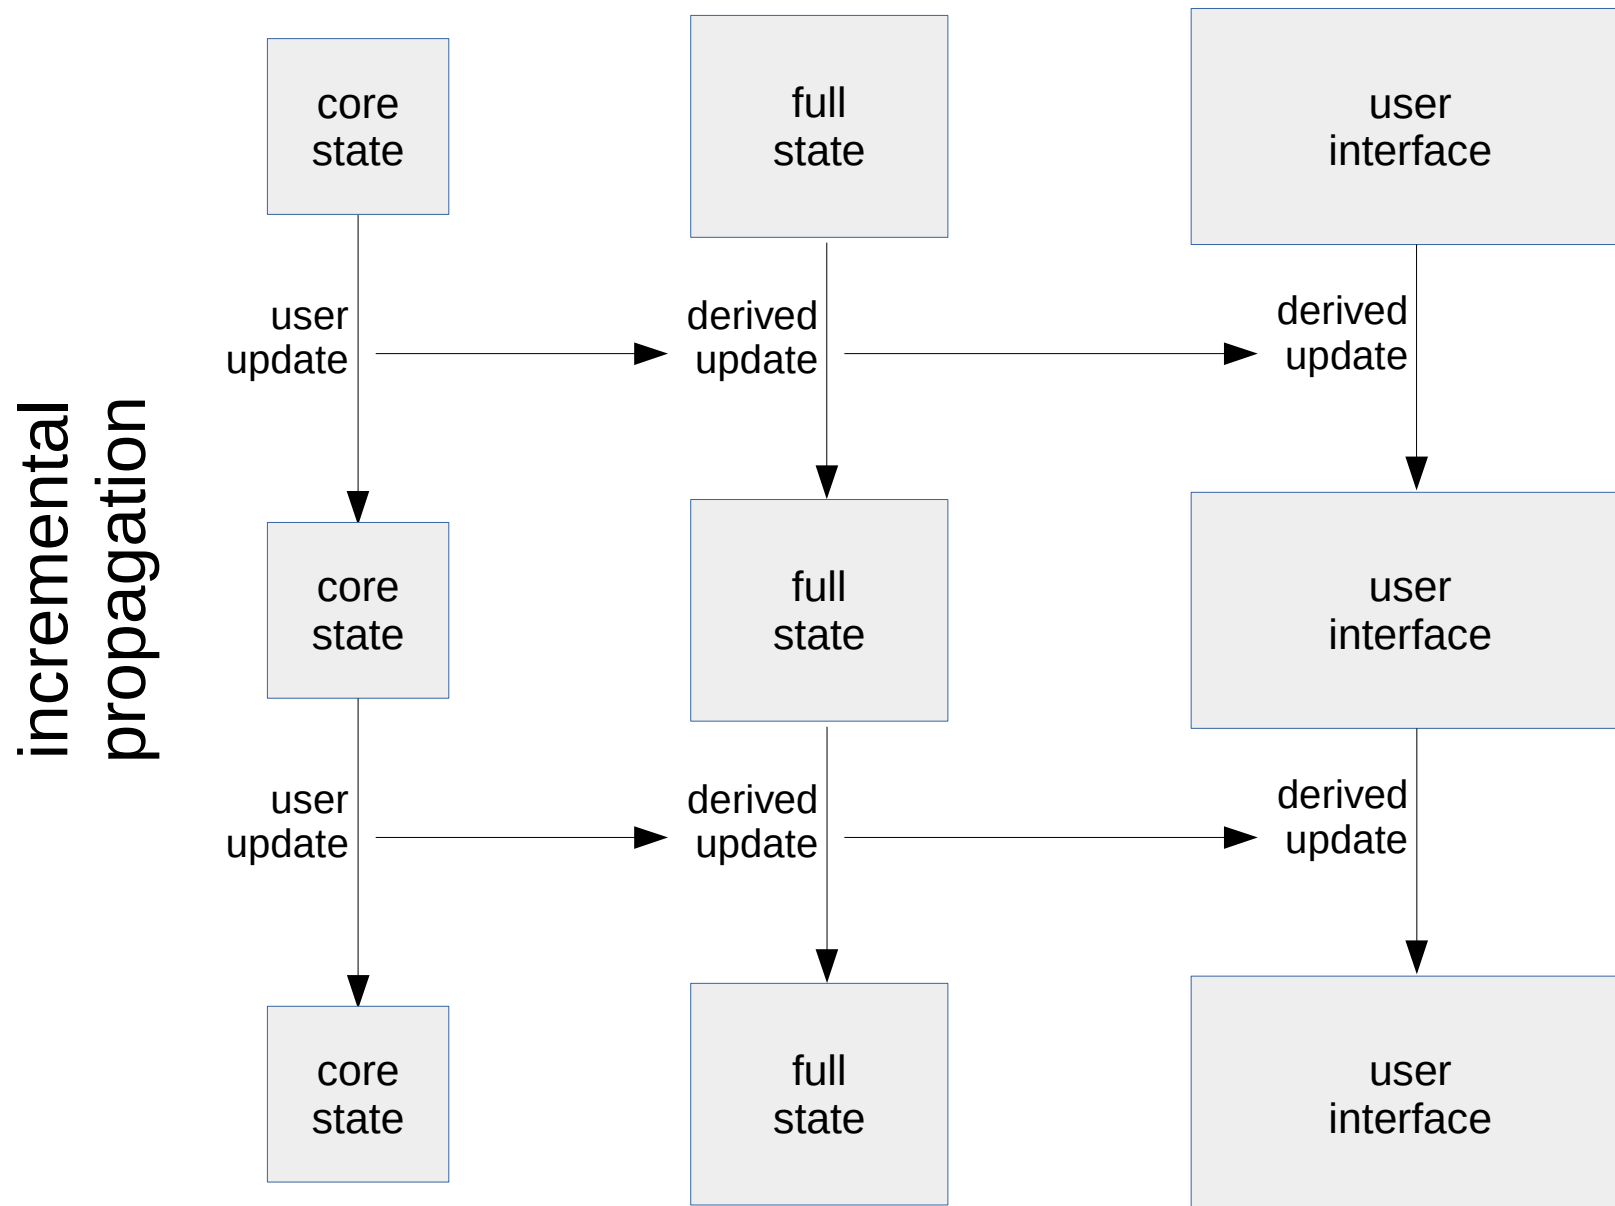 incremental
propagation
core
state
full
state
user
interface
user
update
derived
update
derived
update
core
state
full
state
user
interface
user
update
derived
update
derived
update
core
state
full
state
user
interface